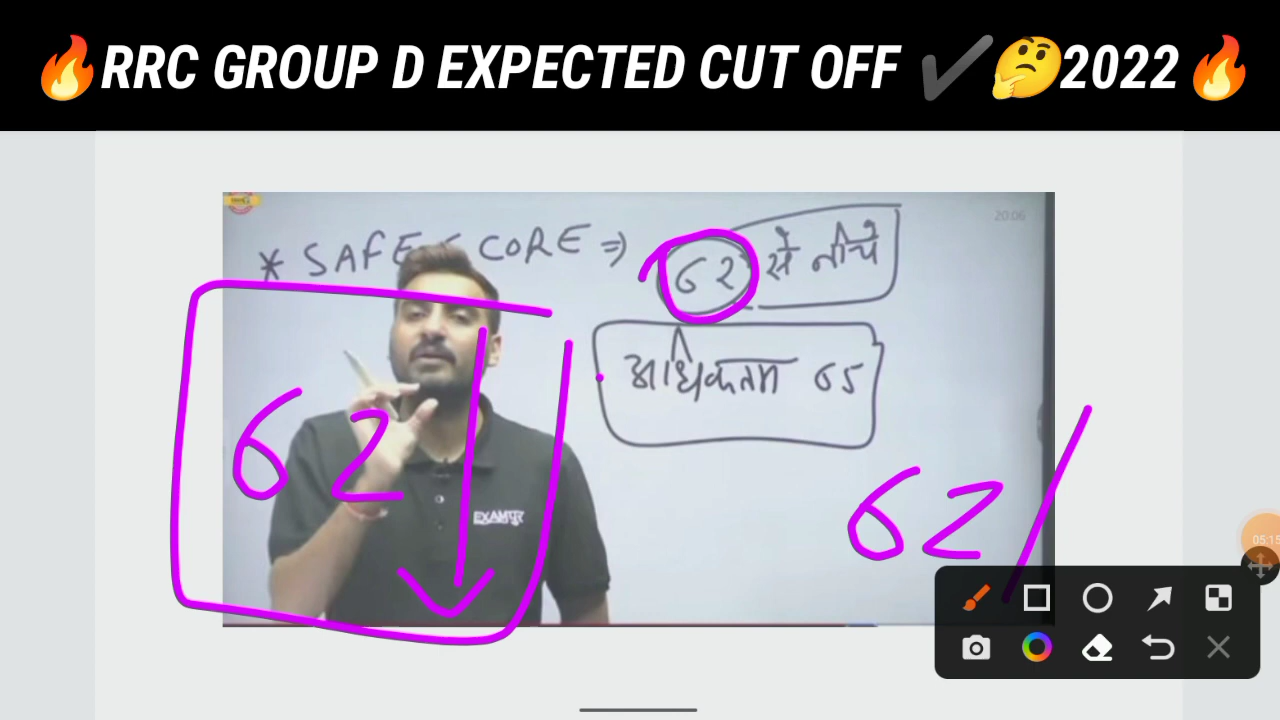 🔥RRC GROUP D EXPECTED CUT OFF ✔🤔2022🔥
20:06
* SAFE SCORE ⇒ 62 से नीचे
अधिकतम 65
62 ↓
EXAMपुर
62/
05:15